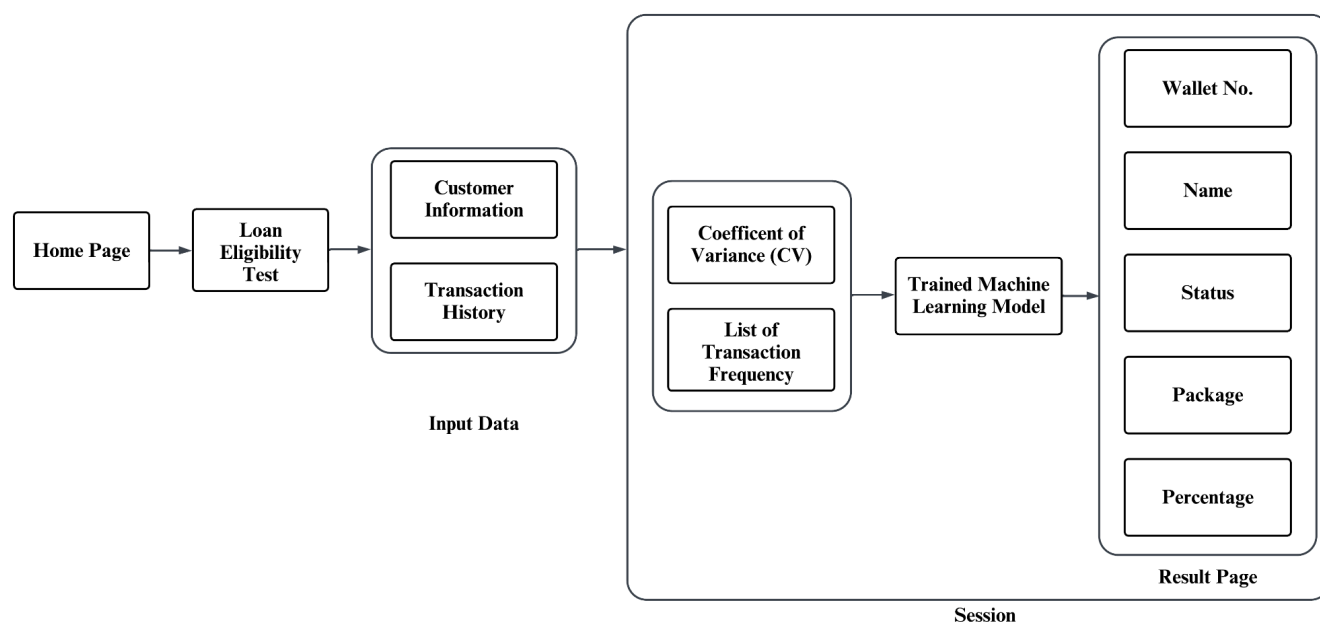 Home Page
Loan
Eligibility
Test
Customer
Information
Transaction
History
Input Data
Coefficent of
Variance (CV)
List of
Transaction
Frequency
Trained Machine
Learning Model
Wallet No.
Name
Status
Package
Percentage
Result Page
Session